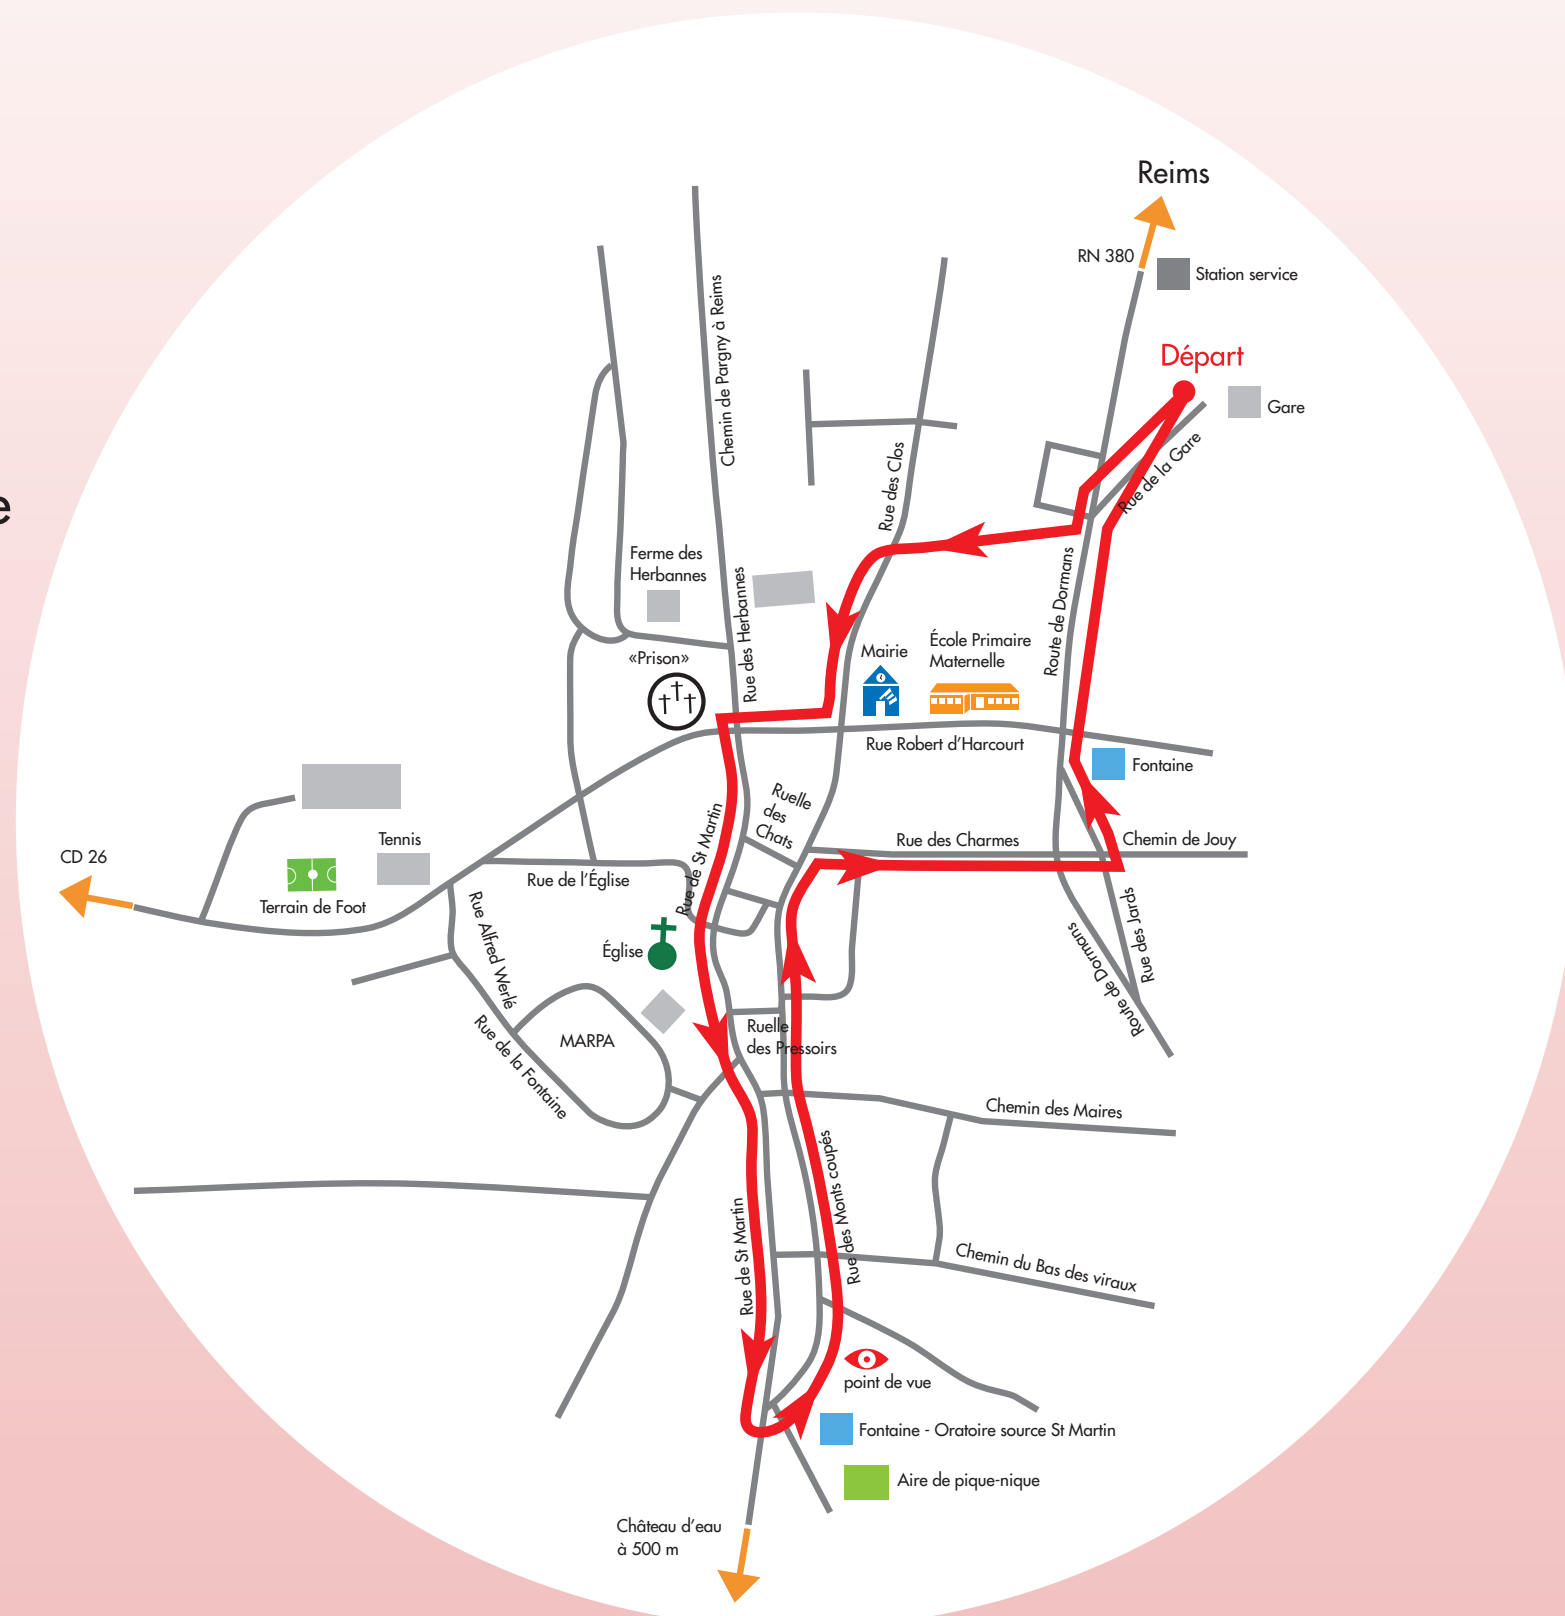 Reims
RN 380
Station service
Départ
Gare
Rue de la Gare
Chemin de Pargny à Reims
Rue des Clos
e
Ferme des
Herbannes
Rue des Herbannes
Route de Dormans
«Prison»
Mairie
École Primaire
Maternelle
Rue Robert d'Harcourt
Fontaine
Ruelle
des
Chats
Rue de St Martin
Rue des Charmes
Chemin de Jouy
Tennis
CD 26
Terrain de Foot
Rue de l'Église
Rue Alfred Werlé
Église
Rue des Jards
Route de Dormans
Rue de la Fontaine
MARPA
Ruelle
des Pressoirs
Chemin des Maires
Rue des Monts coupés
Rue de St Martin
Chemin du Bas des viraux
point de vue
Fontaine - Oratoire source St Martin
Aire de pique-nique
Château d'eau
à 500 m